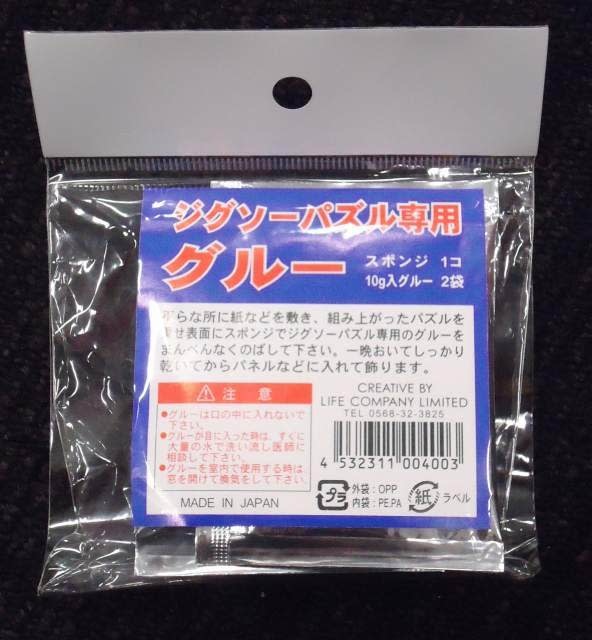 ジグソーパズル専用
グルー
スポンジ 1コ
10g入グルー 2袋
平らな所に紙などを敷き、組み上がったパズルを
乗せ表面にスポンジでジグソーパズル専用のグルーを
まんべんなくのばして下さい。一晩おいてしっかり
乾いてからパネルなどに入れて飾ります。
注意
●グルーは口の中に入れないで
下さい。
●グルーが目に入った時は、すぐに
大量の水で洗い流し医師に
相談して下さい。
●グルーを室内で使用する時は
窓を開けて換気をして下さい。
MADE IN JAPAN
CREATIVE BY
LIFE COMPANY LIMITED
TEL 0568-32-3825
4 532311 004003
プラ
外袋:OPP
内袋:PE.PA
紙
ラベル